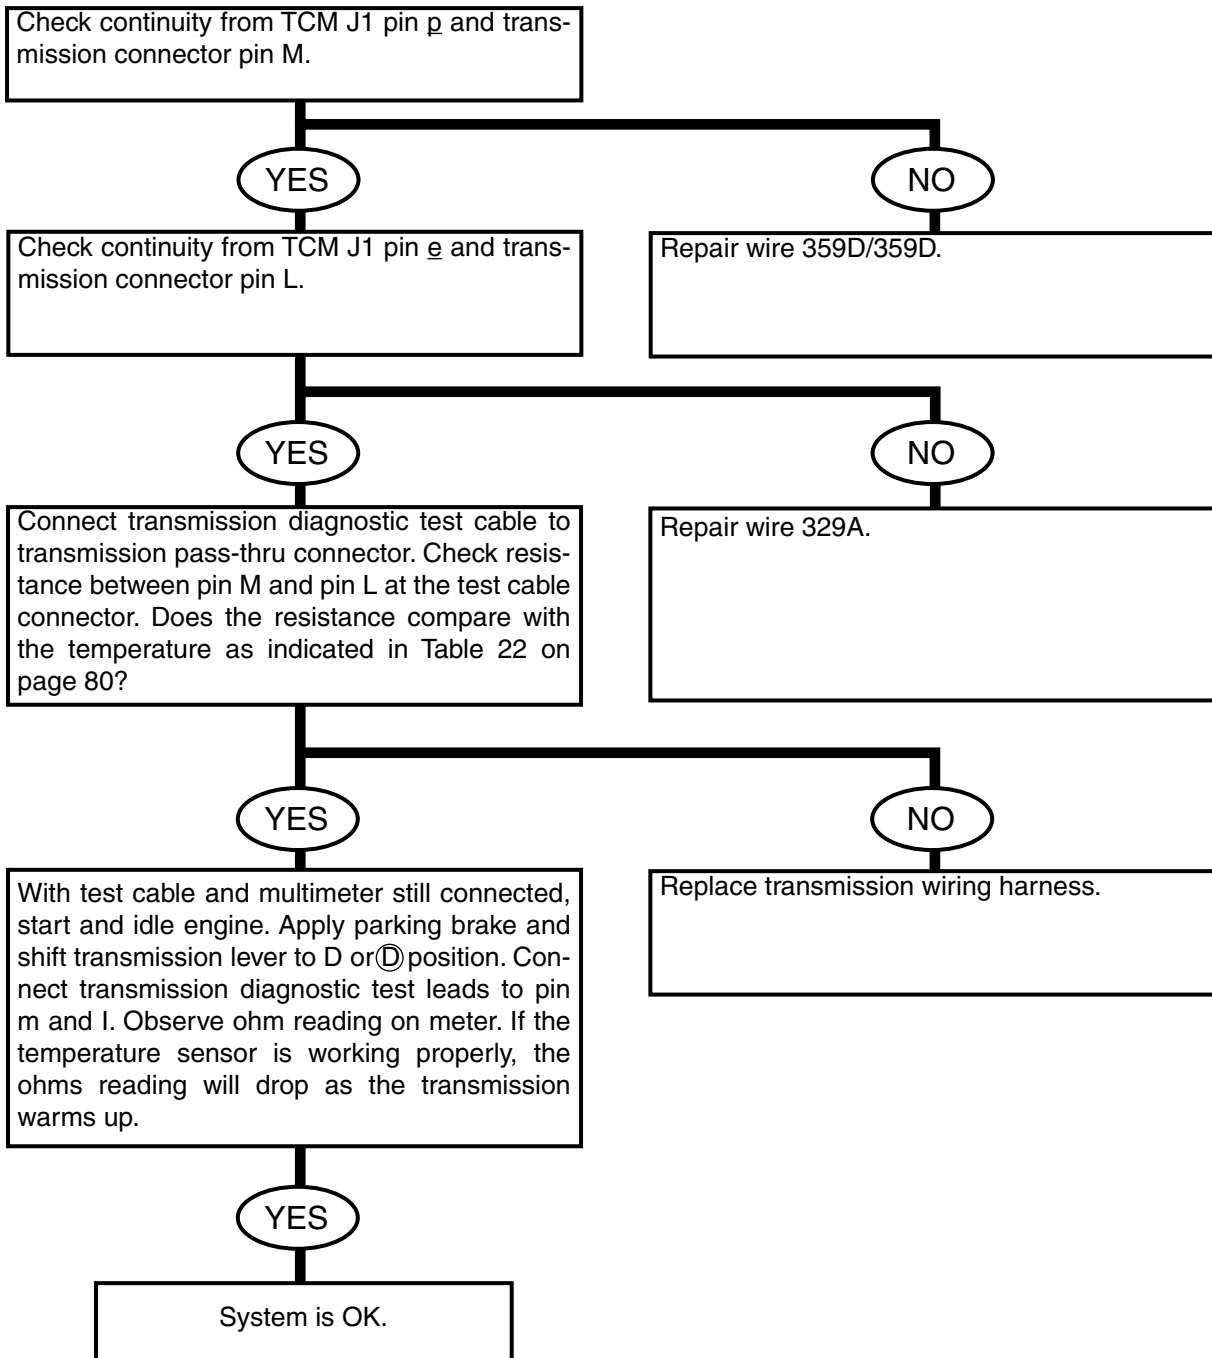 Check continuity from TCM J1 pin p and trans-
mission connector pin M.
YES
NO
Check continuity from TCM J1 pin e and trans-
mission connector pin L.
Repair wire 359D/359D.
YES
NO
Connect transmission diagnostic test cable to
transmission pass-thru connector. Check resis-
tance between pin M and pin L at the test cable
connector. Does the resistance compare with
the temperature as indicated in Table 22 on
page 80?
Repair wire 329A.
YES
NO
With test cable and multimeter still connected,
start and idle engine. Apply parking brake and
shift transmission lever to D or Ⓓ position. Con-
nect transmission diagnostic test leads to pin
m and l. Observe ohm reading on meter. If the
temperature sensor is working properly, the
ohms reading will drop as the transmission
warms up.
Replace transmission wiring harness.
YES
System is OK.